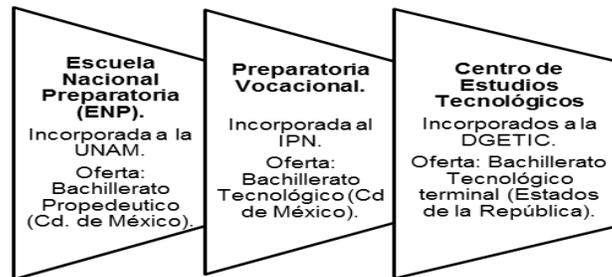 Escuela
Nacional
Preparatoria
(ENP).
Incorporada a la
UNAM.
Oferta:
Bachillerato
Propedeutico
(Cd. de México).
Preparatoria
Vocacional.
Incorporada al
IPN.
Oferta:
Bachillerato
Tecnológico (Cd
de México).
Centro de
Estudios
Tecnológicos
Incorporados a la
DGETIC.
Oferta: Bachillerato
Tecnológico
terminal (Estados
de la República).